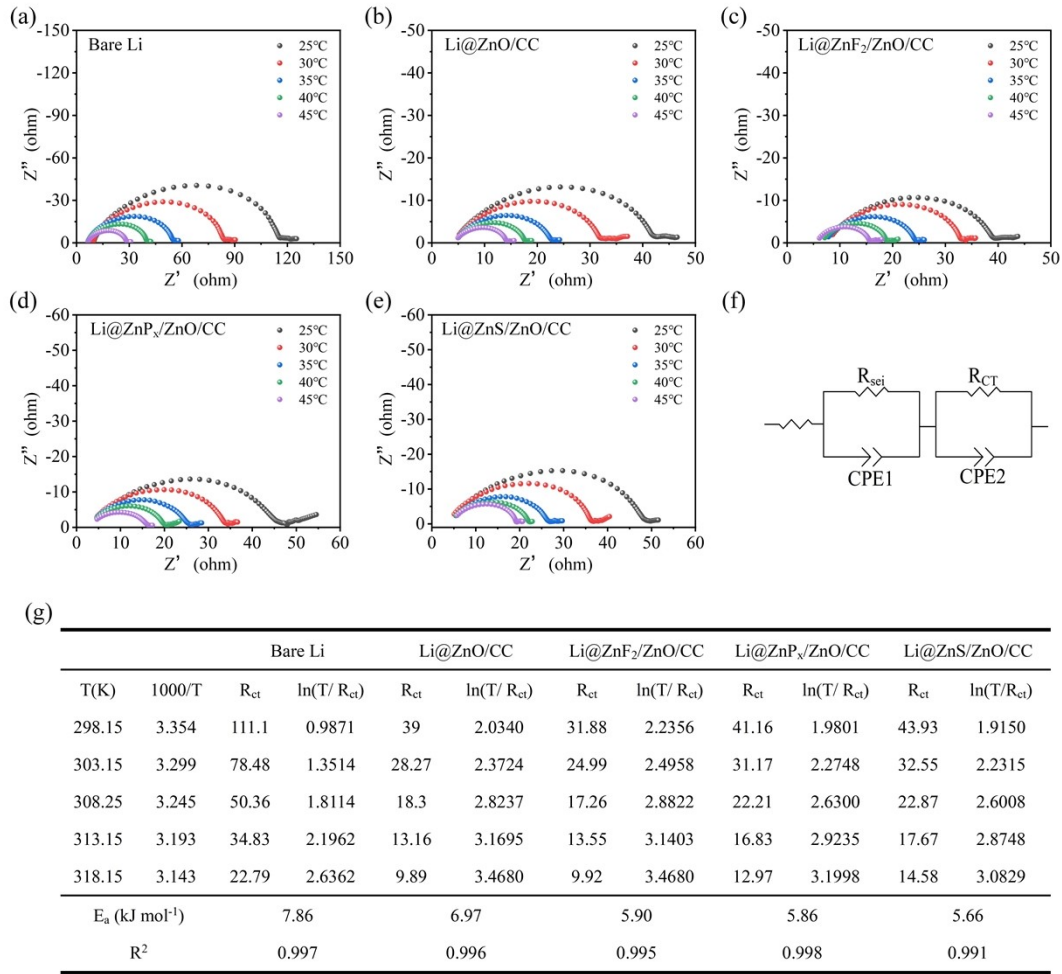 (a)
Bare Li
25℃
30℃
35℃
40℃
45℃
-150
-120
-90
-60
-30
0
0 30 60 90 120 150
Z’ (ohm)
Z” (ohm)
(b)
Li@ZnO/CC
25℃
30℃
35℃
40℃
45℃
-50
-40
-30
-20
-10
0
0 10 20 30 40 50
Z’ (ohm)
Z” (ohm)
(c)
Li@ZnF₂/ZnO/CC
25℃
30℃
35℃
40℃
45℃
-50
-40
-30
-20
-10
0
0 10 20 30 40 50
Z’ (ohm)
Z” (ohm)
(d)
Li@ZnPₓ/ZnO/CC
25℃
30℃
35℃
40℃
45℃
-60
-50
-40
-30
-20
-10
0
0 10 20 30 40 50 60
Z’ (ohm)
Z” (ohm)
(e)
Li@ZnS/ZnO/CC
25℃
30℃
35℃
40℃
45℃
-60
-50
-40
-30
-20
-10
0
0 10 20 30 40 50 60
Z’ (ohm)
Z” (ohm)
(f)
Rsei RCT
CPE1 CPE2
(g)
Bare Li Li@ZnO/CC Li@ZnF₂/ZnO/CC Li@ZnPₓ/ZnO/CC Li@ZnS/ZnO/CC
T(K) 1000/T Rct ln(T/ Rct) Rct ln(T/ Rct) Rct ln(T/ Rct) Rct ln(T/ Rct) Rct ln(T/Rct)
298.15 3.354 111.1 0.9871 39 2.0340 31.88 2.2356 41.16 1.9801 43.93 1.9150
303.15 3.299 78.48 1.3514 28.27 2.3724 24.99 2.4958 31.17 2.2748 32.55 2.2315
308.25 3.245 50.36 1.8114 18.3 2.8237 17.26 2.8822 22.21 2.6300 22.87 2.6008
313.15 3.193 34.83 2.1962 13.16 3.1695 13.55 3.1403 16.83 2.9235 17.67 2.8748
318.15 3.143 22.79 2.6362 9.89 3.4680 9.92 3.4680 12.97 3.1998 14.58 3.0829
Ea (kJ mol⁻¹) 7.86 6.97 5.90 5.86 5.66
R² 0.997 0.996 0.995 0.998 0.991